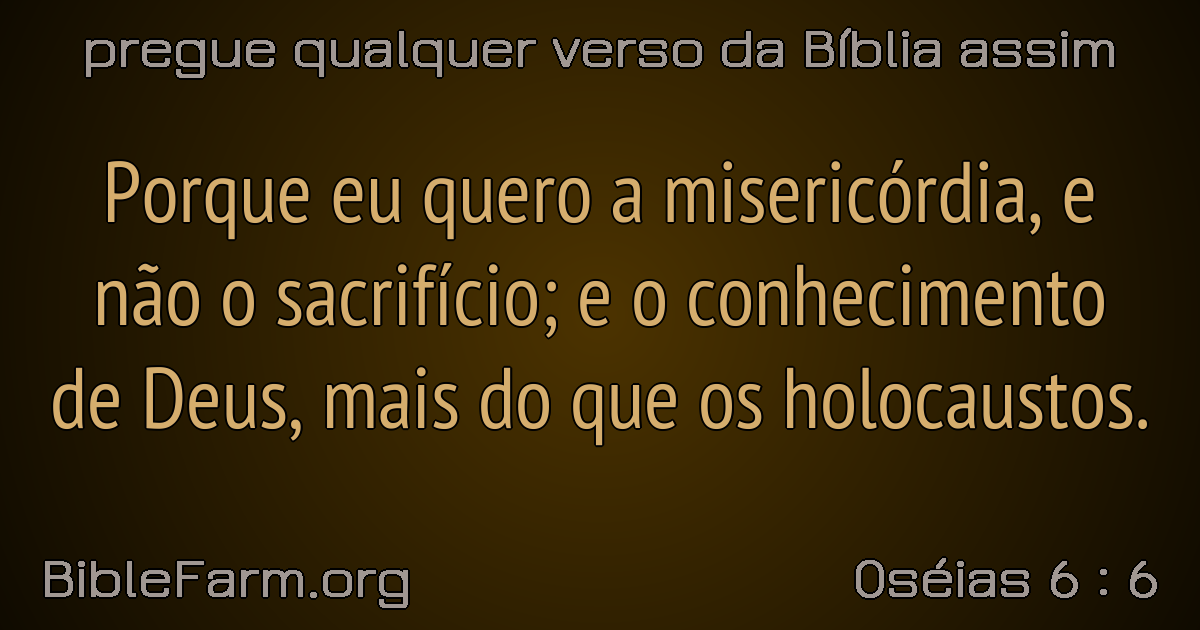 pregue qualquer verso da Bíblia assim
Porque eu quero a misericórdia, e
não o sacrifício; e o conhecimento
de Deus, mais do que os holocaustos.
BibleFarm.org
Oséias 6 : 6